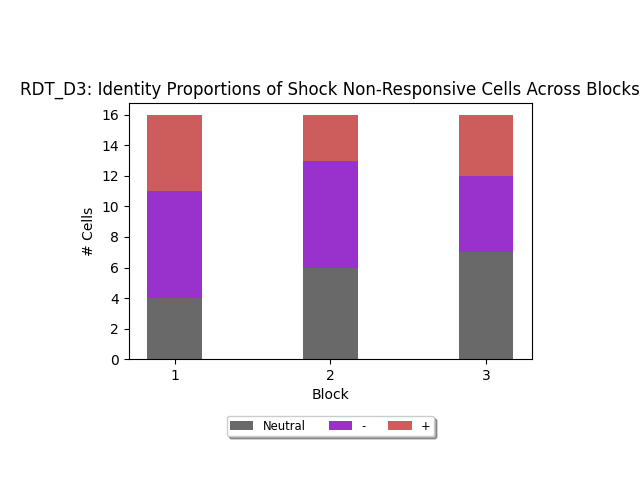 RDT_D3: Identity Proportions of Shock Non-Responsive Cells Across Blocks
16
14
12
10
8
6
4
2
0
# Cells
1 2 3
Block
Neutral - +